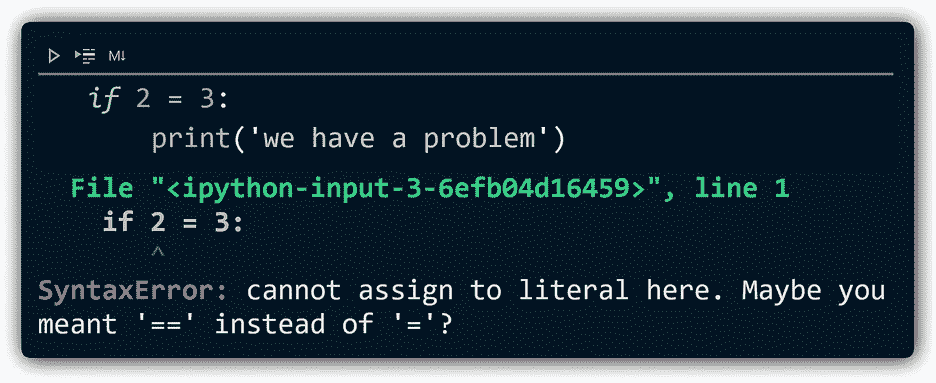 M↓
if 2 = 3:
    print('we have a problem')
File "<ipython-input-3-6efb04d16459>", line 1
if 2 = 3:
^
SyntaxError: cannot assign to literal here. Maybe you
meant '==' instead of '='?